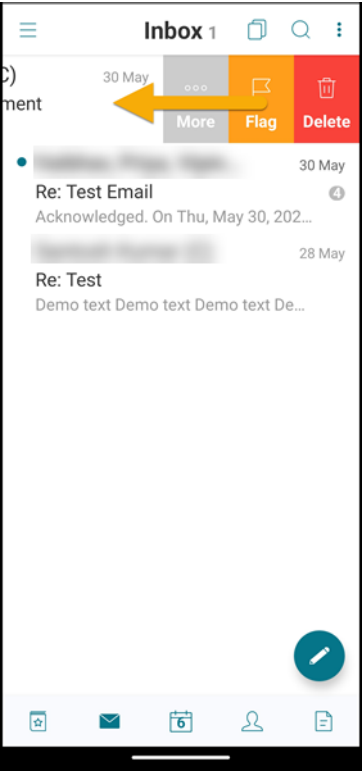 Inbox 1
C)
30 May
ment
More
Flag
Delete
30 May
Re: Test Email
4
Acknowledged. On Thu, May 30, 202...
28 May
Re: Test
Demo text Demo text Demo text De...
6